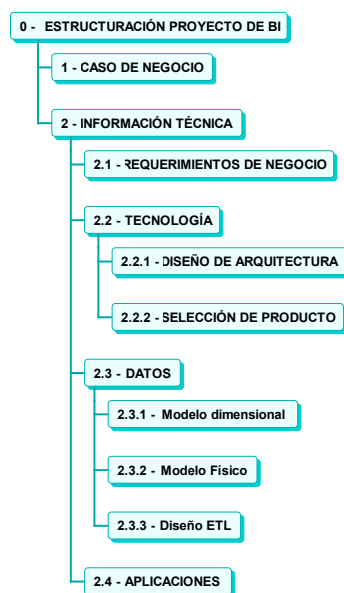 0 - ESTRUCTURACIÓN PROYECTO DE BI
1 - CASO DE NEGOCIO
2 - INFORMACIÓN TÉCNICA
2.1 - REQUERIMIENTOS DE NEGOCIO
2.2 - TECNOLOGÍA
2.2.1 - DISEÑO DE ARQUITECTURA
2.2.2 - SELECCIÓN DE PRODUCTO
2.3 - DATOS
2.3.1 - Modelo dimensional
2.3.2 - Modelo Físico
2.3.3 - Diseño ETL
2.4 - APLICACIONES